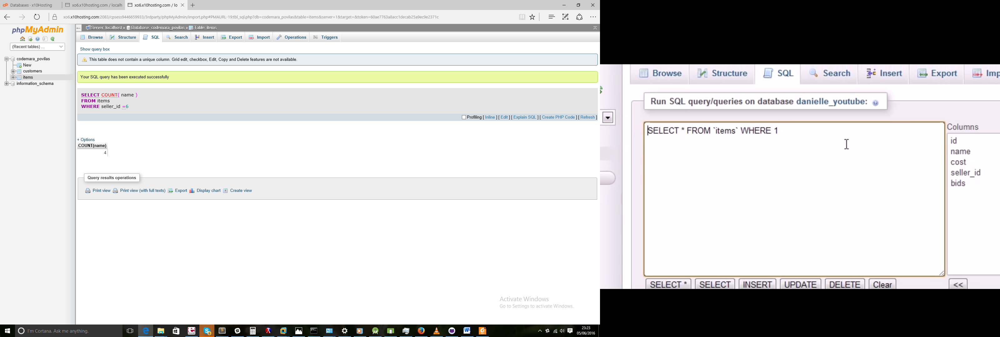 Databases - x10Hosting
xo6.x10hosting.com / localh
xo6.x10hosting.com / lo
xo6.x10hosting.com:2083/cpsess9446659933/3rdparty/phpMyAdmin/import.php#PMAURL-19:tbl_sql.php?db=codemara_povilas&table=items&server=1&target=&token=60ae7763a8acc1decab25a9ec9e2371c
phpMyAdmin
(Recent tables) ...
codemara_povilas
New
customers
items
information_schema
Server: localhost » Database: codemara_povilas » Table: items
Browse Structure SQL Search Insert Export Import Operations Triggers
Show query box
This table does not contain a unique column. Grid edit, checkbox, Edit, Copy and Delete features are not available.
Your SQL query has been executed successfully
SELECT COUNT( name )
FROM items
WHERE seller_id =6
Profiling [ Inline ] [ Edit ] [ Explain SQL ] [ Create PHP Code ] [ Refresh ]
+ Options
COUNT(name)
4
Query results operations
Print view Print view (with full texts) Export Display chart Create view
Activate Windows
Go to Settings to activate Windows.
I'm Cortana. Ask me anything.
23:23
05/06/2016
Browse Structure SQL Search Insert Export Imp
Run SQL query/queries on database danielle_youtube:
SELECT * FROM `items` WHERE 1
Columns
id
name
cost
seller_id
bids
SELECT * SELECT INSERT UPDATE DELETE Clear <<